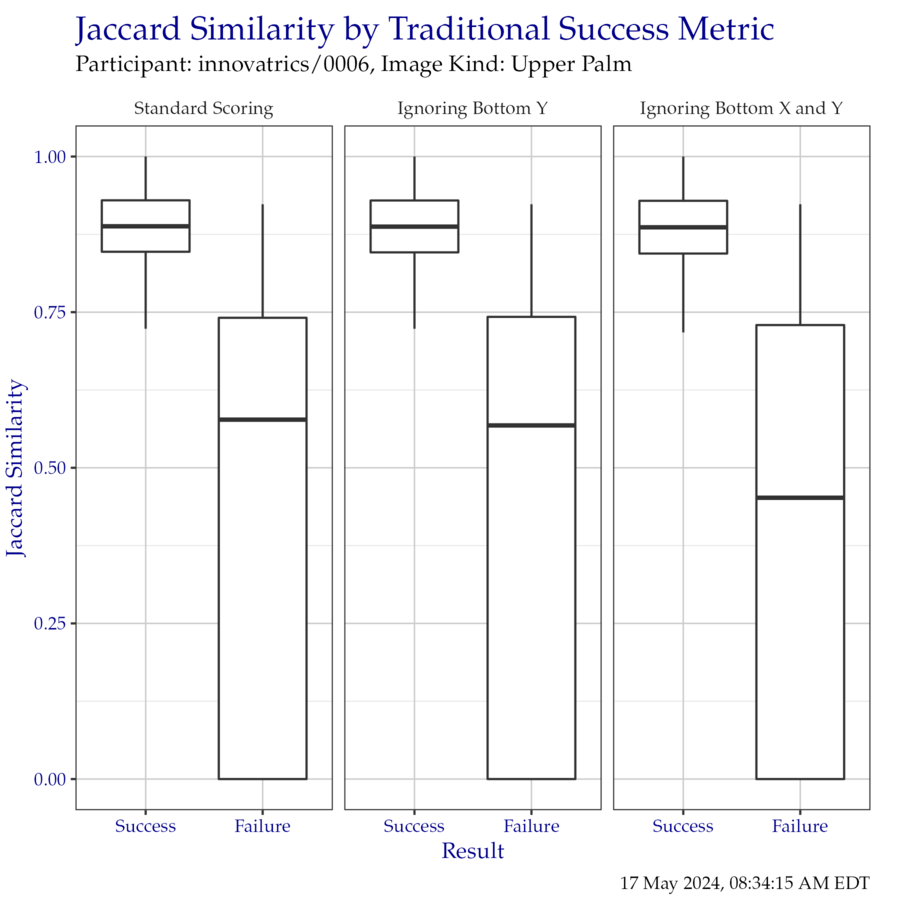 Jaccard Similarity by Traditional Success Metric
Participant: innovatrics/0006, Image Kind: Upper Palm
Standard Scoring
Ignoring Bottom Y
Ignoring Bottom X and Y
Jaccard Similarity
1.00
0.75
0.50
0.25
0.00
Success
Failure
Success
Failure
Success
Failure
Result
17 May 2024, 08:34:15 AM EDT